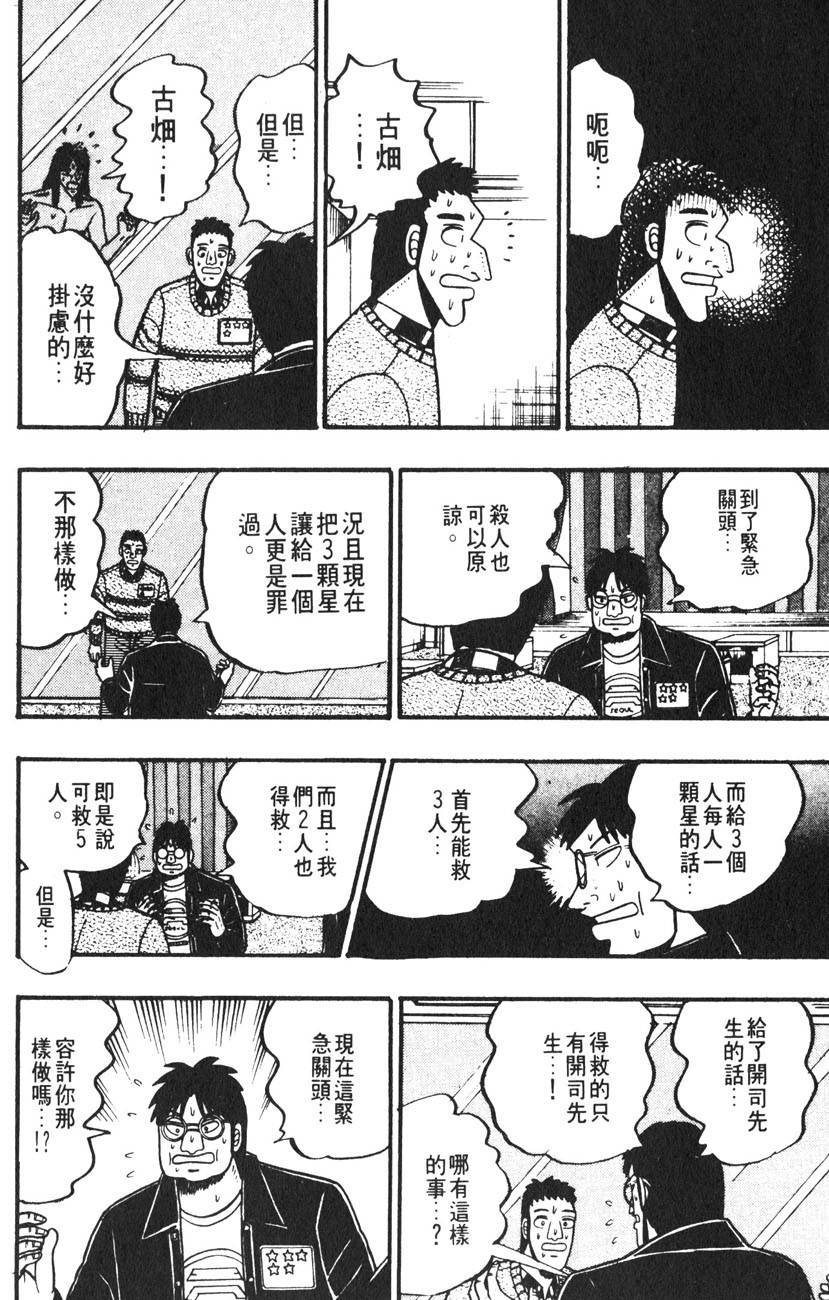 呃呃…
古畑
…！
但…
但是…
古畑…！
沒什麼好
掛慮的…
到了緊急
關頭…
殺人也
可以原
諒。
seoul
況且現在
把3顆星
讓給一個
人更是罪
過。
不那樣做…
而給3個
人每人一
顆星的話…
首先能救
3人…
而且…我
們2人也
得救…
即是說
可救5
人。
但是…
給了開司先
生的話…
得救的只
有開司先
生…！
哪有這樣
的事…？
現在這緊
急關頭…
容許你那
樣做嗎…!?